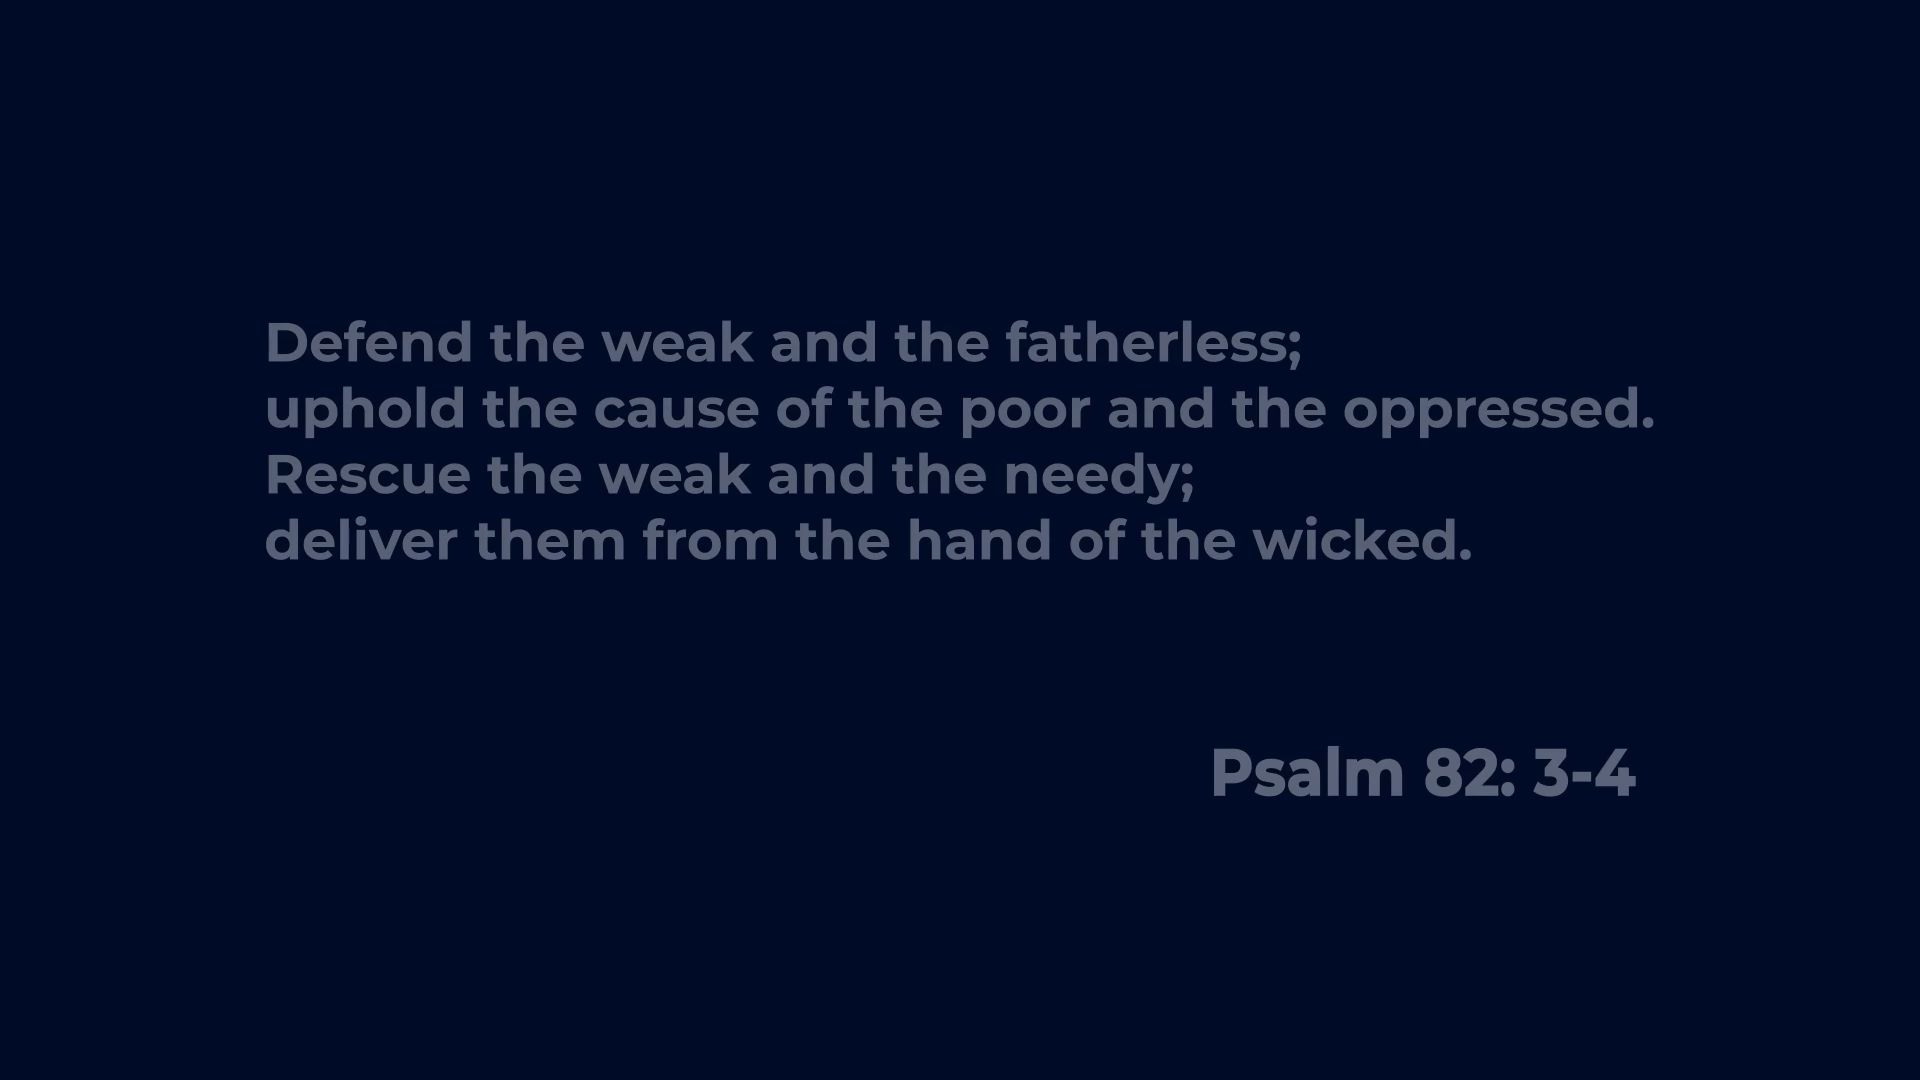 Defend the weak and the fatherless;
uphold the cause of the poor and the oppressed.
Rescue the weak and the needy;
deliver them from the hand of the wicked.
Psalm 82: 3-4